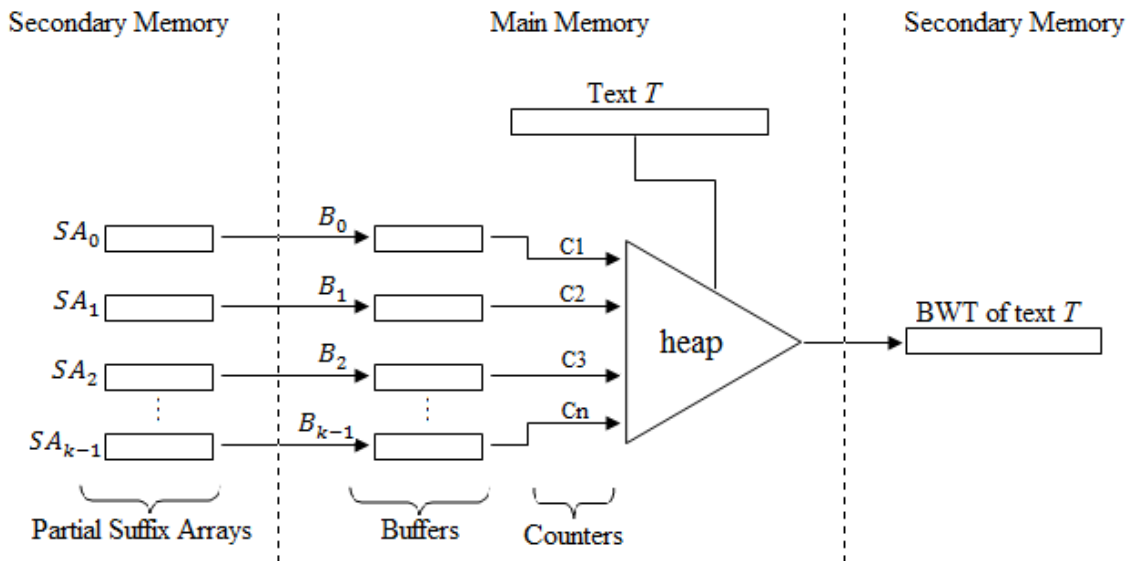 Secondary Memory
Main Memory
Secondary Memory
Text T
SA₀
B₀
C1
SA₁
B₁
C2
heap
BWT of text T
SA₂
B₂
C3
SAₖ₋₁
Bₖ₋₁
Cn
Partial Suffix Arrays
Buffers
Counters